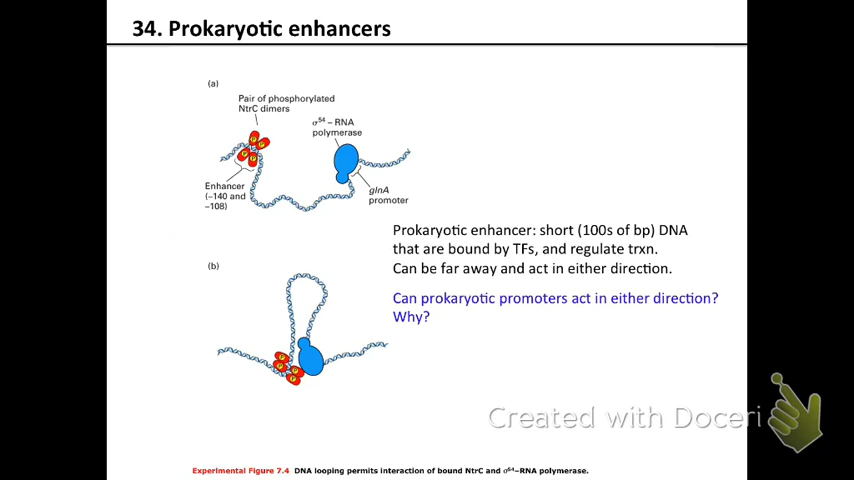 34. Prokaryotic enhancers
(a)
Pair of phosphorylated
NtrC dimers
σ54 – RNA
polymerase
P
P
P
P
Enhancer
(–140 and
–108)
glnA
promoter
Prokaryotic enhancer: short (100s of bp) DNA
that are bound by TFs, and regulate trxn.
Can be far away and act in either direction.
(b)
Can prokaryotic promoters act in either direction?
Why?
P
P
P
P
Created with Doceri
Experimental Figure 7.4 DNA looping permits interaction of bound NtrC and σ54–RNA polymerase.